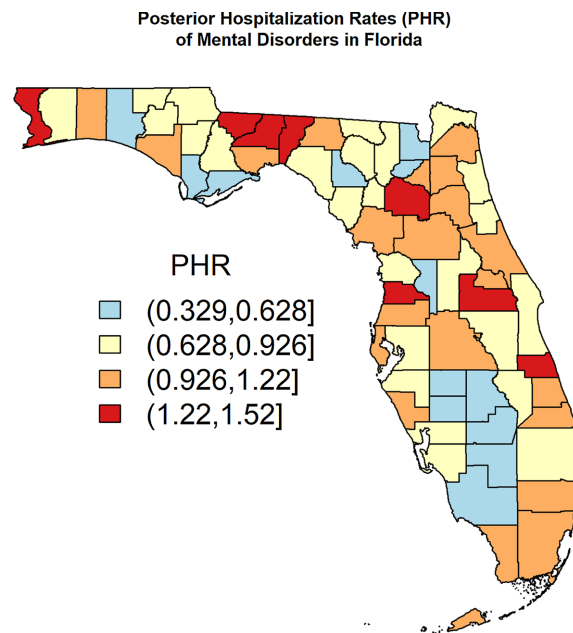 Posterior Hospitalization Rates (PHR)
of Mental Disorders in Florida
PHR
(0.329,0.628]
(0.628,0.926]
(0.926,1.22]
(1.22,1.52]